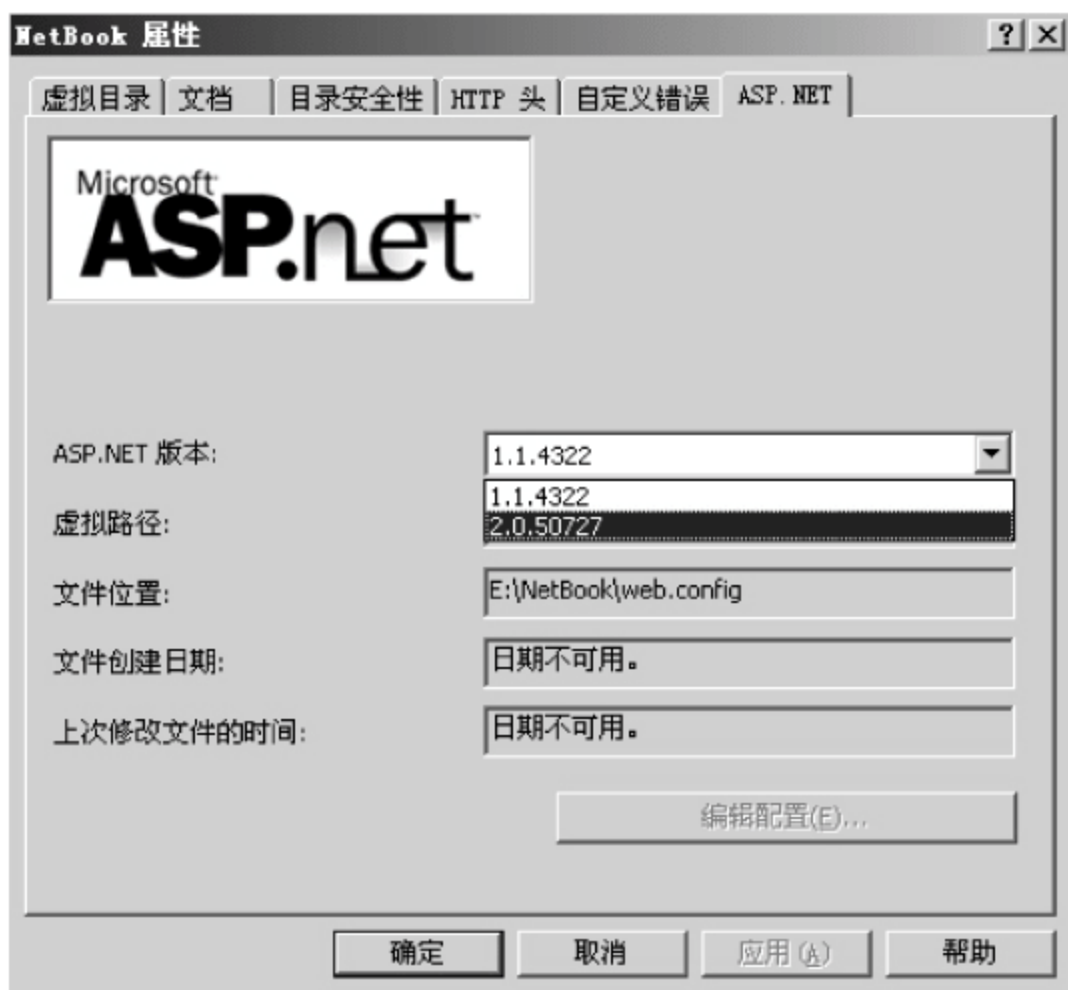 NetBook 属性
虚拟目录 文档 目录安全性 HTTP 头 自定义错误 ASP.NET
Microsoft
ASP.net
ASP.NET 版本: 1.1.4322
1.1.4322
虚拟路径: 2.0.50727
文件位置: E:\NetBook\web.config
文件创建日期: 日期不可用。
上次修改文件的时间: 日期不可用。
编辑配置(E)...
确定 取消 应用(A) 帮助